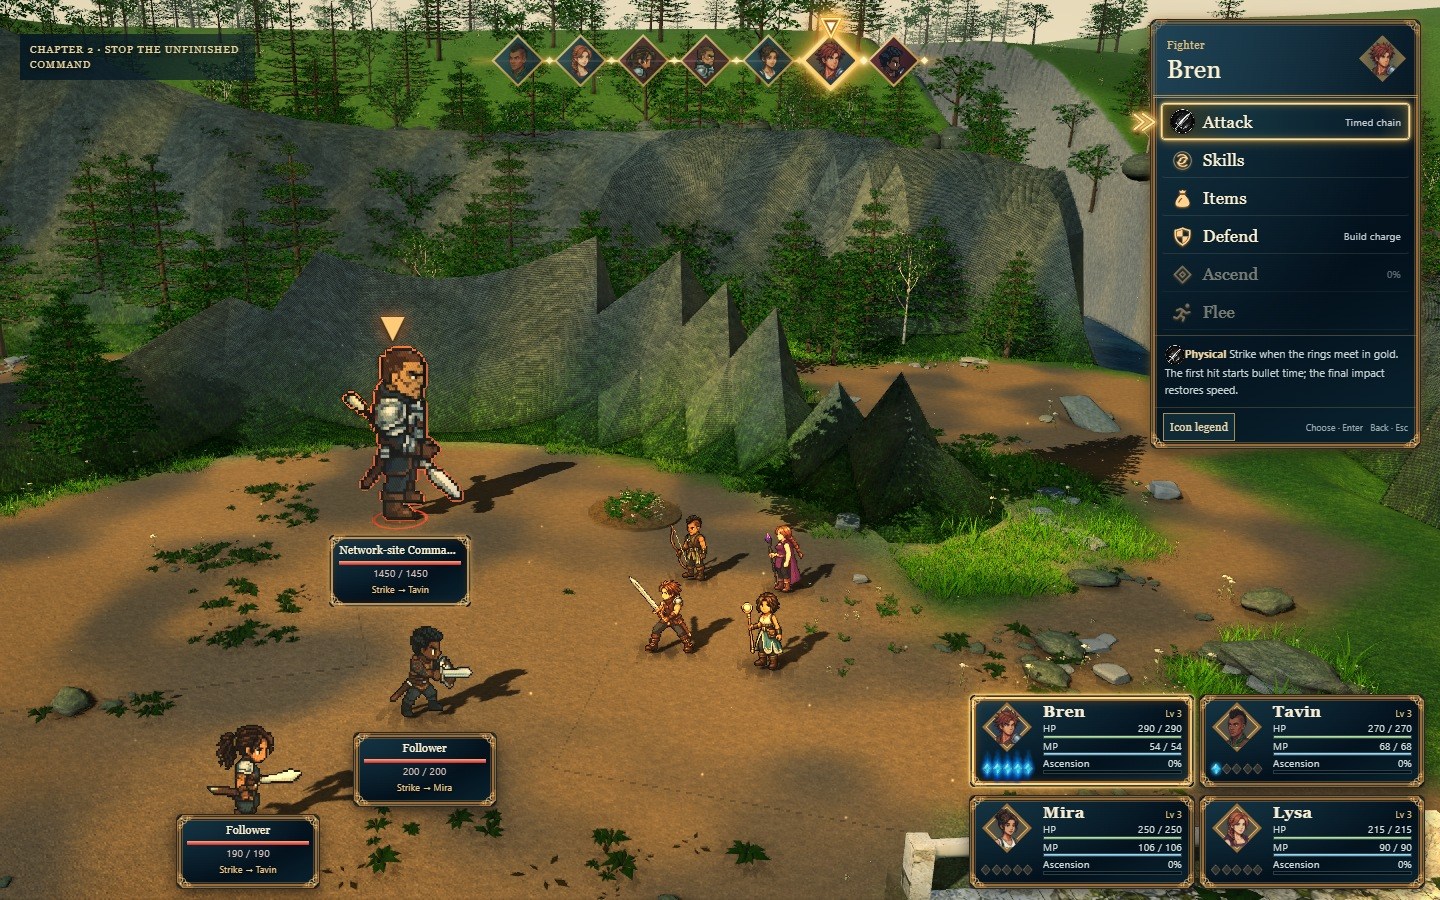 CHAPTER 2 · STOP THE UNFINISHED
COMMAND
Fighter
Bren
Attack Timed chain
Skills
Items
Defend Build charge
Ascend 0%
Flee
Physical Strike when the rings meet in gold.
The first hit starts bullet time; the final impact
restores speed.
Icon legend Choose · Enter Back · Esc
Network-site Comma...
1450 / 1450
Strike → Tavin
Follower
200 / 200
Strike → Mira
Follower
190 / 190
Strike → Tavin
Bren Lv 3
HP 290 / 290
MP 54 / 54
Ascension 0%
Tavin Lv 3
HP 270 / 270
MP 68 / 68
Ascension 0%
Mira Lv 3
HP 250 / 250
MP 106 / 106
Ascension 0%
Lysa Lv 3
HP 215 / 215
MP 90 / 90
Ascension 0%